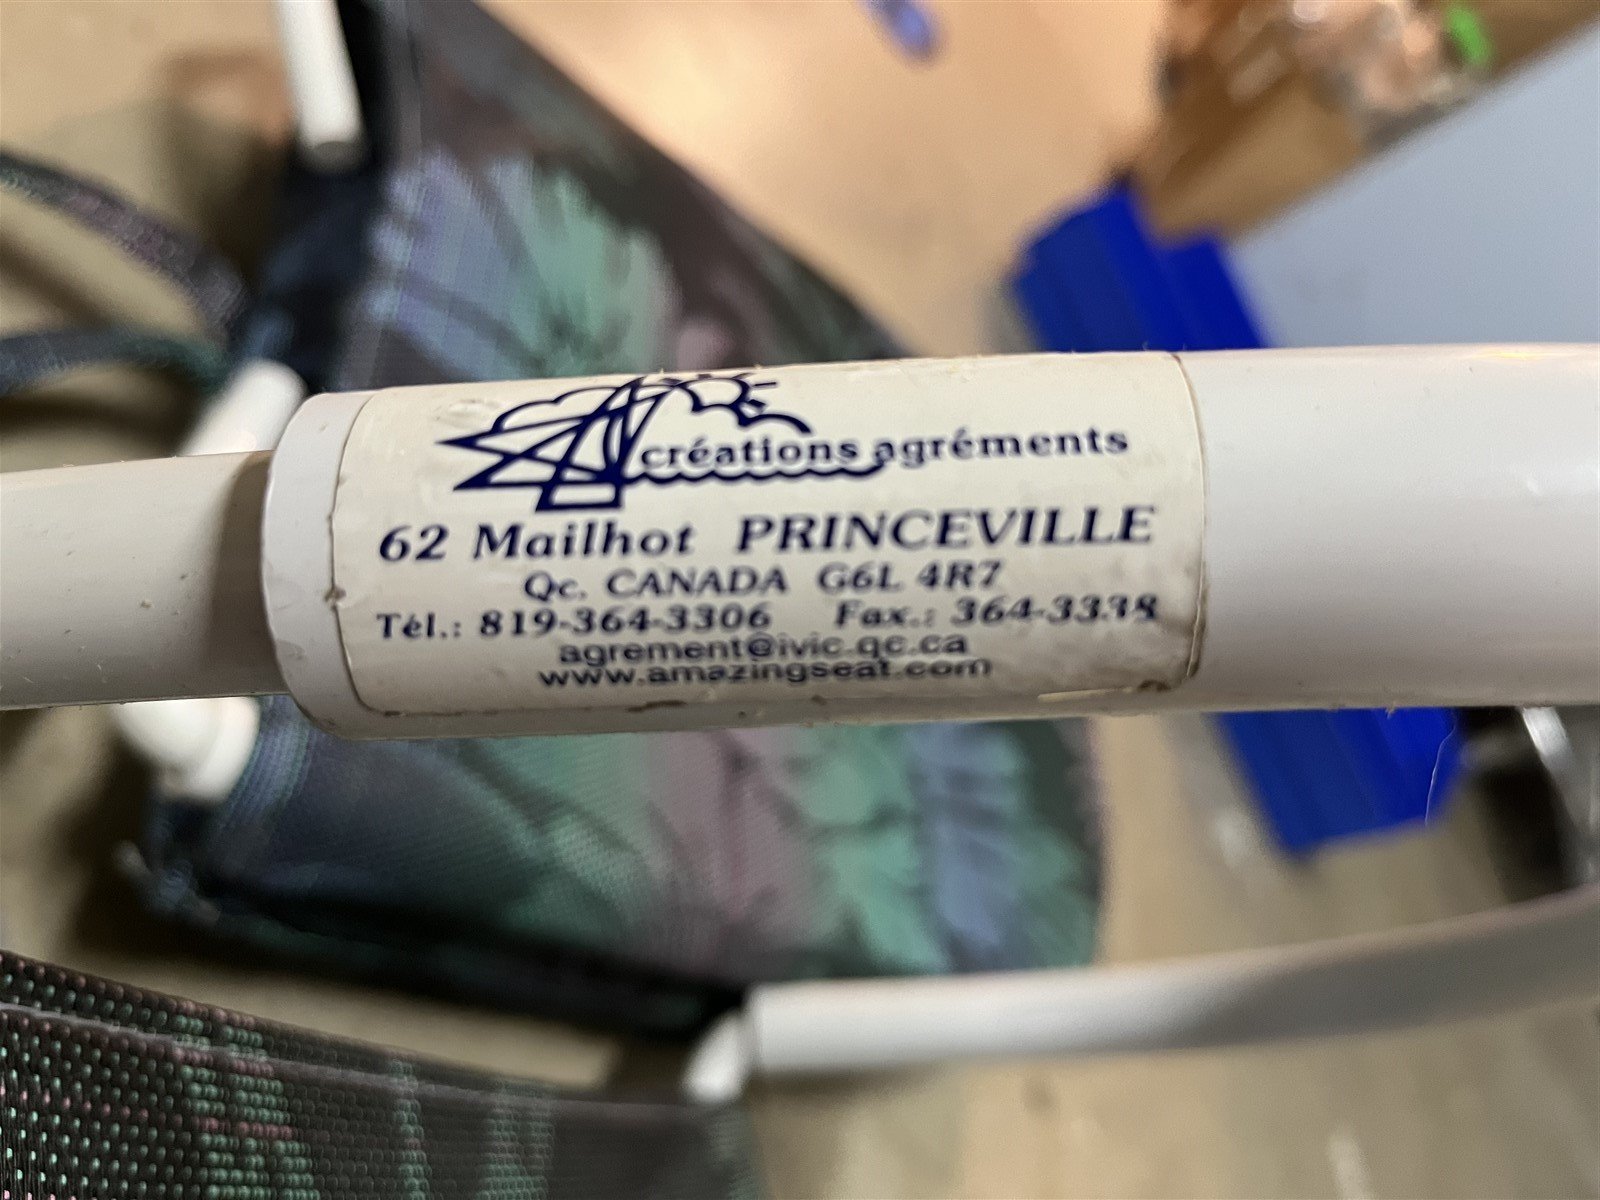 créations agréments
62 Mailhot PRINCEVILLE
Qc. CANADA G6L 4R7
Tél.: 819-364-3306 Fax.: 364-3338
agrement@ivic.qc.ca
www.amazingseat.com